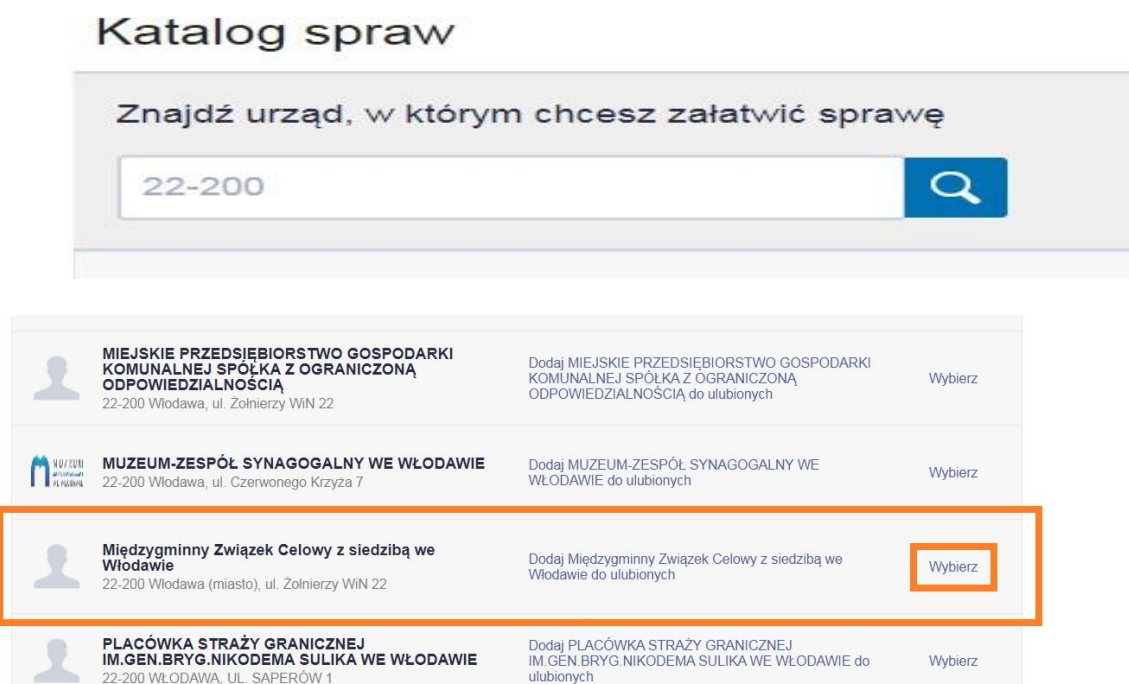 Katalog spraw
Znajdź urząd, w którym chcesz załatwić sprawę
22-200
MIEJSKIE PRZEDSIĘBIORSTWO GOSPODARKI
KOMUNALNEJ SPÓŁKA Z OGRANICZONĄ
ODPOWIEDZIALNOŚCIĄ
22-200 Włodawa, ul. Żołnierzy WiN 22
Dodaj MIEJSKIE PRZEDSIĘBIORSTWO GOSPODARKI
KOMUNALNEJ SPÓŁKA Z OGRANICZONĄ
ODPOWIEDZIALNOŚCIĄ do ulubionych
Wybierz
MUZEUM-ZESPÓŁ SYNAGOGALNY WE WŁODAWIE
22-200 Włodawa, ul. Czerwonego Krzyża 7
Dodaj MUZEUM-ZESPÓŁ SYNAGOGALNY WE
WŁODAWIE do ulubionych
Wybierz
Międzygminny Związek Celowy z siedzibą we
Włodawie
22-200 Włodawa (miasto), ul. Żołnierzy WiN 22
Dodaj Międzygminny Związek Celowy z siedzibą we
Włodawie do ulubionych
Wybierz
PLACÓWKA STRAŻY GRANICZNEJ
IM.GEN.BRYG.NIKODEMA SULIKA WE WŁODAWIE
22-200 WŁODAWA, UL. SAPERÓW 1
Dodaj PLACÓWKA STRAŻY GRANICZNEJ
IM.GEN.BRYG.NIKODEMA SULIKA WE WŁODAWIE do
ulubionych
Wybierz